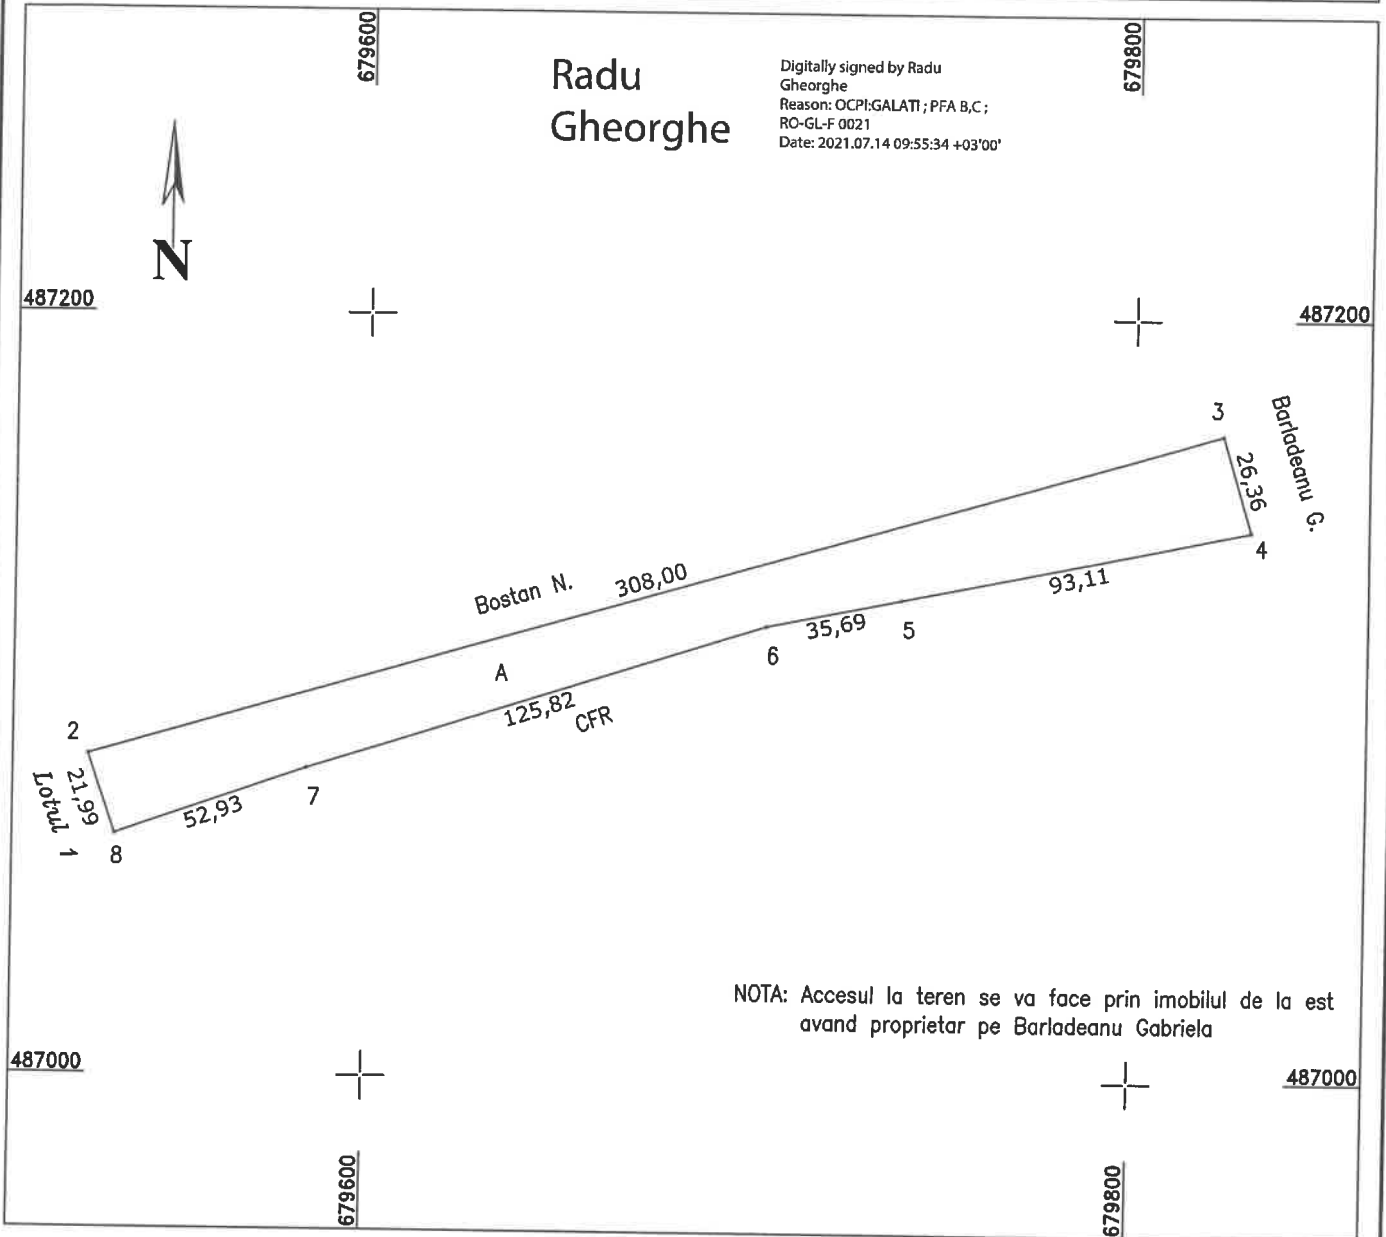 679600
679800
Radu
Gheorghe
Digitally signed by Radu
Gheorghe
Reason: OCPI:GALATI ; PFA B,C ;
RO-GL-F 0021
Date: 2021.07.14 09:55:34 +03'00'
N
487200
487200
3
Barladeanu G.
26,36
4
Bostan N.
308,00
93,11
35,69
5
6
A
125,82
CFR
2
21,99
Lotul 1
52,93
7
8
NOTA: Accesul la teren se va face prin imobilul de la est
avand proprietar pe Barladeanu Gabriela
487000
487000
679600
679800